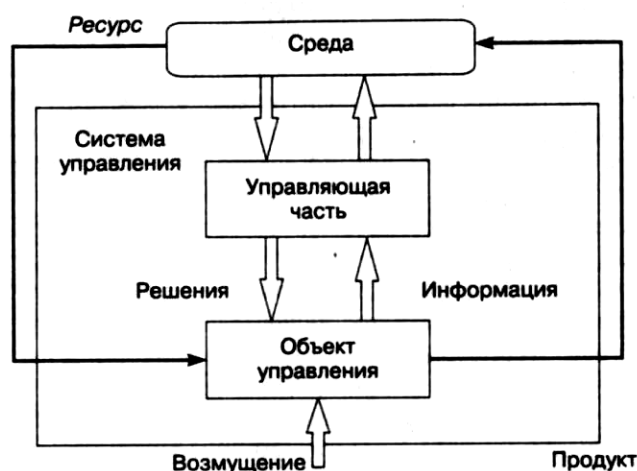 Ресурс
Среда
Система
управления
Управляющая
часть
Решения
Информация
Объект
управления
Возмущение
Продукт